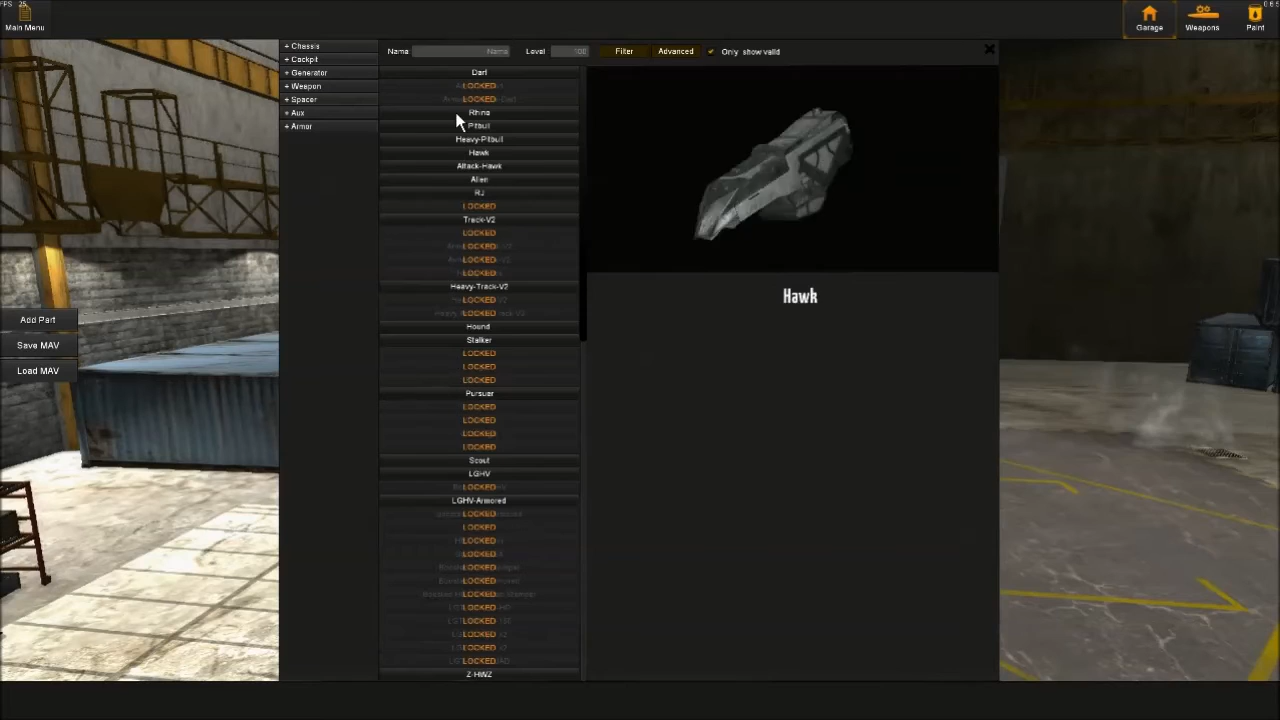 FPS 25
Main Menu
Garage
Weapons
Paint
+ Chassis
+ Cockpit
+ Generator
+ Weapon
+ Spacer
+ Aux
+ Armor
Name
Name
Level
100
Filter
Advanced
Only show valid
Dart
LOCKED
LOCKED
Rhino
Pitbull
Heavy-Pitbull
Hawk
Attack-Hawk
Alien
RJ
LOCKED
Track-V2
LOCKED
LOCKED
LOCKED
LOCKED
Heavy-Track-V2
LOCKED
LOCKED
Hound
Stalker
LOCKED
LOCKED
LOCKED
Pursuer
LOCKED
LOCKED
LOCKED
LOCKED
Scout
LGHV
LOCKED
LGHV-Armored
LOCKED
LOCKED
LOCKED
LOCKED
LOCKED
LOCKED
LOCKED
LOCKED
LOCKED
LOCKED
LOCKED
LOCKED
Z-HWZ
Hawk
Add Part
Save MAV
Load MAV